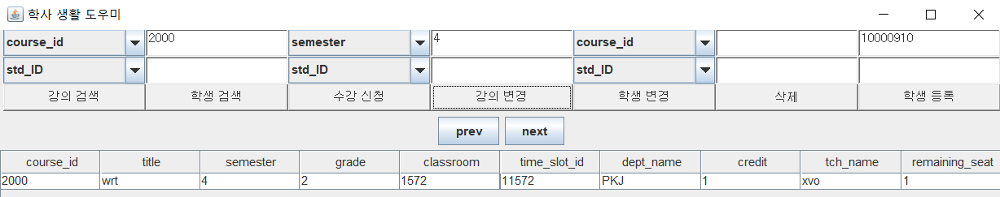 학사 생활 도우미
course_id 2000 semester 4 course_id 10000910
std_ID std_ID std_ID
강의 검색 학생 검색 수강 신청 강의 변경 학생 변경 삭제 학생 등록
prev next
course_id title semester grade classroom time_slot_id dept_name credit tch_name remaining_seat
2000 wrt 4 2 1572 11572 PKJ 1 xvo 1